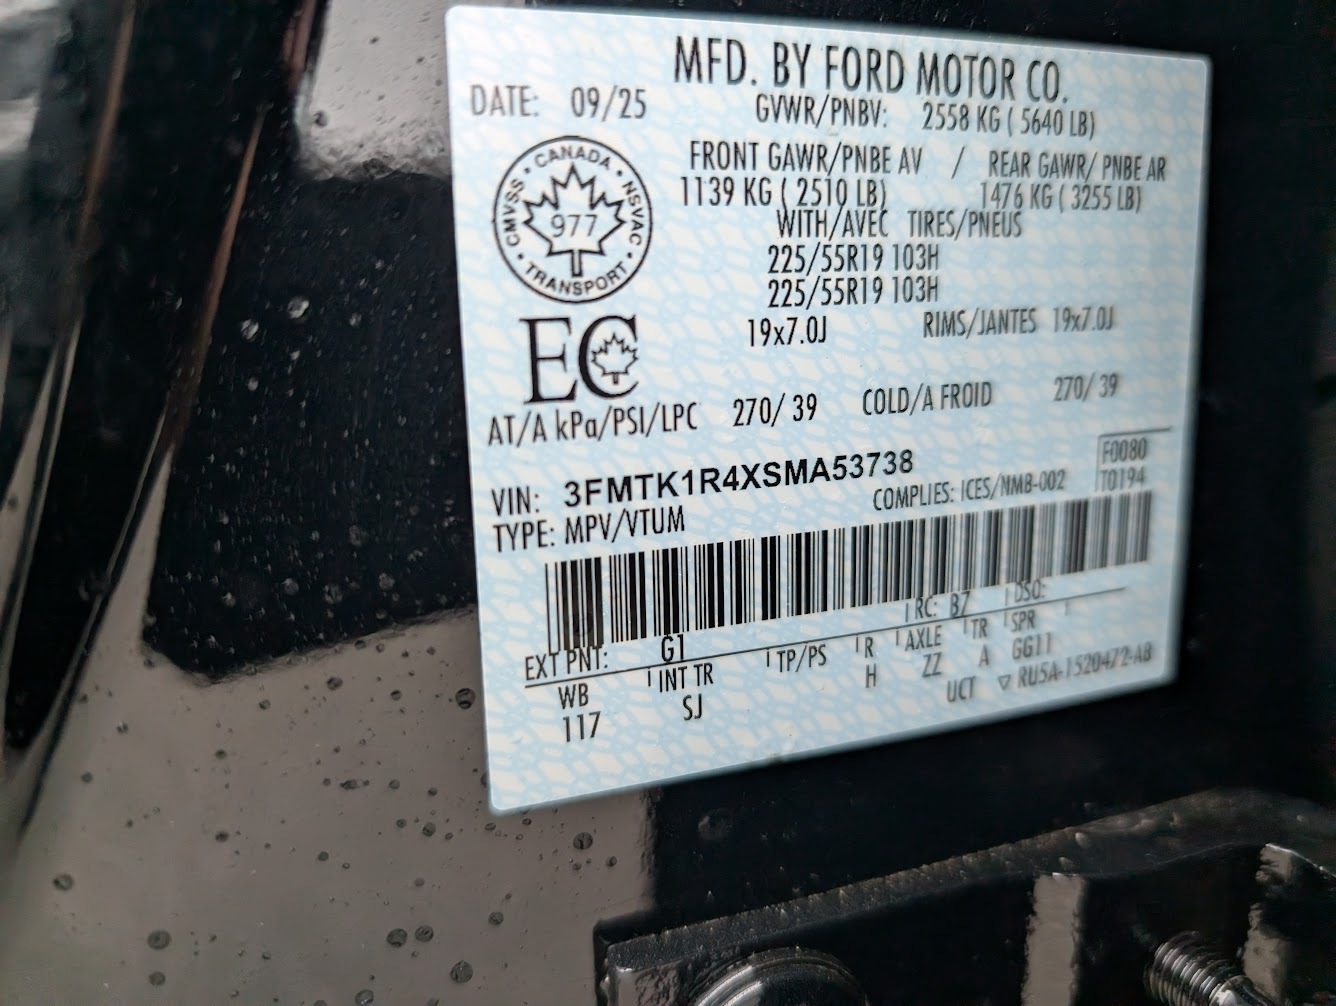 MFD. BY FORD MOTOR CO.
DATE: 09/25 GVWR/PNBV: 2558 KG ( 5640 LB)
FRONT GAWR/PNBE AV / REAR GAWR/ PNBE AR
1139 KG ( 2510 LB) 1476 KG ( 3255 LB)
WITH/AVEC TIRES/PNEUS
225/55R19 103H
225/55R19 103H
19x7.0J RIMS/JANTES 19x7.0J
CANADA
CMVSS 977 NSVAC
TRANSPORT
EC
AT/A kPa/PSI/LPC 270/ 39 COLD/A FROID 270/ 39
VIN: 3FMTK1R4XSMA53738 F0080
TYPE: MPV/VTUM COMPLIES: ICES/NMB-002 T0194
EXT PNT: G1 RC: B7 DSO:
WB INT TR TP/PS R AXLE TR SPR
117 SJ H ZZ A GG11
UCT ▽ RU5A-1520472-AB